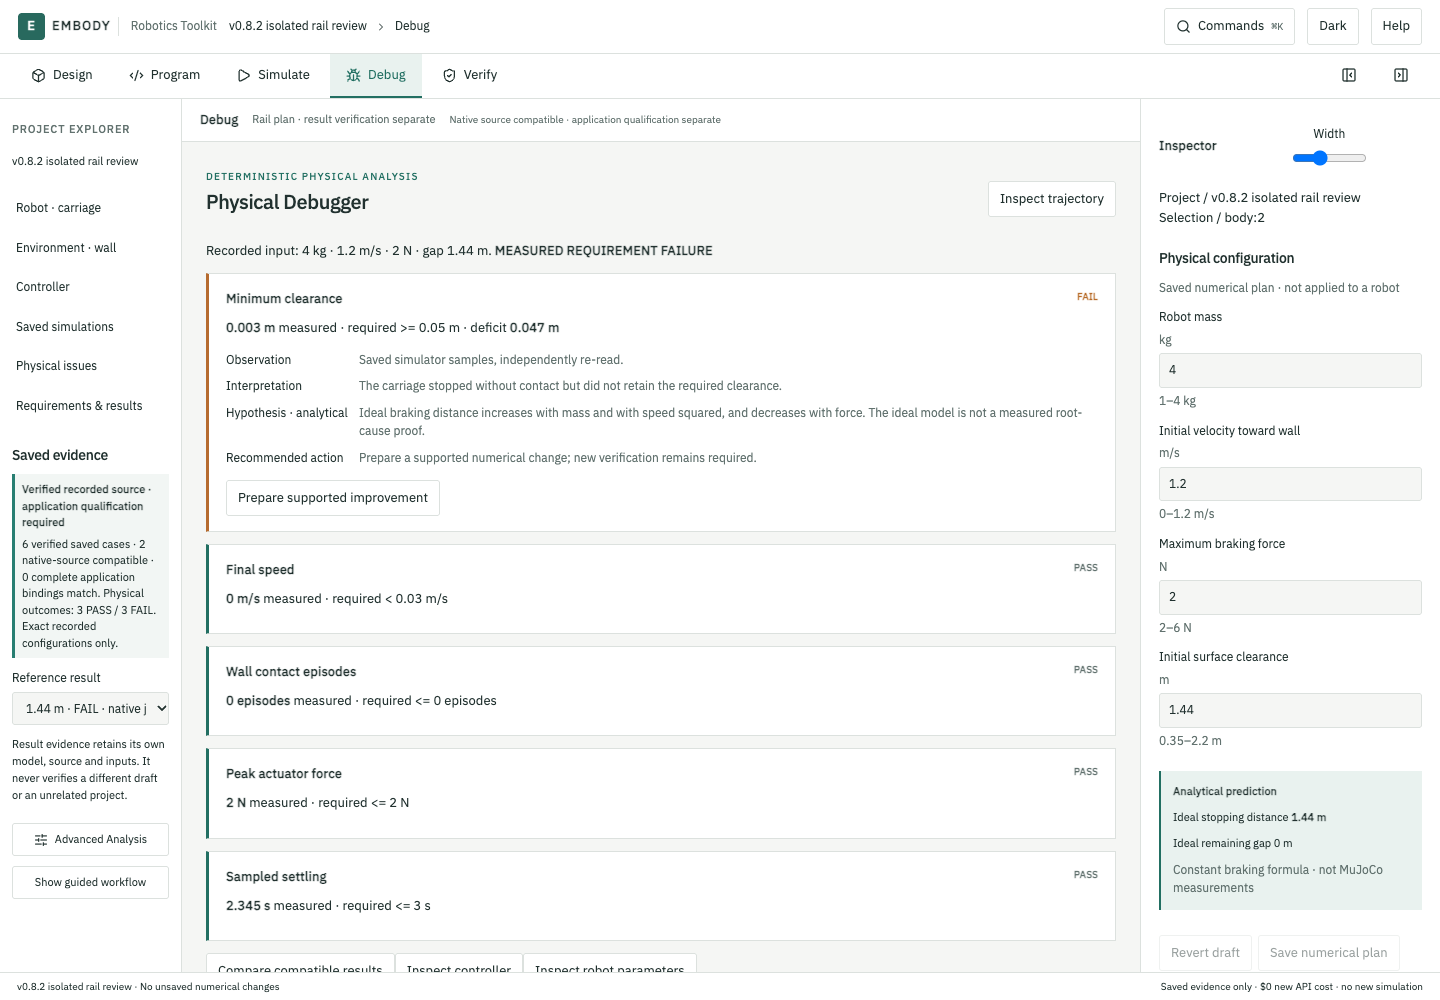 E EMBODY Robotics Toolkit v0.8.2 isolated rail review › Debug Commands ⌘K Dark Help
Design Program Simulate Debug Verify
PROJECT EXPLORER
v0.8.2 isolated rail review
Robot · carriage
Environment · wall
Controller
Saved simulations
Physical issues
Requirements & results
Saved evidence
Verified recorded source ·
application qualification
required
6 verified saved cases · 2
native-source compatible ·
0 complete application
bindings match. Physical
outcomes: 3 PASS / 3 FAIL.
Exact recorded
configurations only.
Reference result
1.44 m · FAIL · native j
Result evidence retains its own
model, source and inputs. It
never verifies a different draft
or an unrelated project.
Advanced Analysis
Show guided workflow
Debug Rail plan · result verification separate Native source compatible · application qualification separate
DETERMINISTIC PHYSICAL ANALYSIS
Physical Debugger
Inspect trajectory
Recorded input: 4 kg · 1.2 m/s · 2 N · gap 1.44 m. MEASURED REQUIREMENT FAILURE
Minimum clearance FAIL
0.003 m measured · required >= 0.05 m · deficit 0.047 m
Observation Saved simulator samples, independently re-read.
Interpretation The carriage stopped without contact but did not retain the required clearance.
Hypothesis · analytical Ideal braking distance increases with mass and with speed squared, and decreases with force. The ideal model is not a measured root-
cause proof.
Recommended action Prepare a supported numerical change; new verification remains required.
Prepare supported improvement
Final speed PASS
0 m/s measured · required < 0.03 m/s
Wall contact episodes PASS
0 episodes measured · required <= 0 episodes
Peak actuator force PASS
2 N measured · required <= 2 N
Sampled settling PASS
2.345 s measured · required <= 3 s
Compare compatible results Inspect controller Inspect robot parameters
Inspector
Width
Project / v0.8.2 isolated rail review
Selection / body:2
Physical configuration
Saved numerical plan · not applied to a robot
Robot mass
kg
4
1–4 kg
Initial velocity toward wall
m/s
1.2
0–1.2 m/s
Maximum braking force
N
2
2–6 N
Initial surface clearance
m
1.44
0.35–2.2 m
Analytical prediction
Ideal stopping distance 1.44 m
Ideal remaining gap 0 m
Constant braking formula · not MuJoCo
measurements
Revert draft Save numerical plan
v0.8.2 isolated rail review · No unsaved numerical changes
Saved evidence only · $0 new API cost · no new simulation